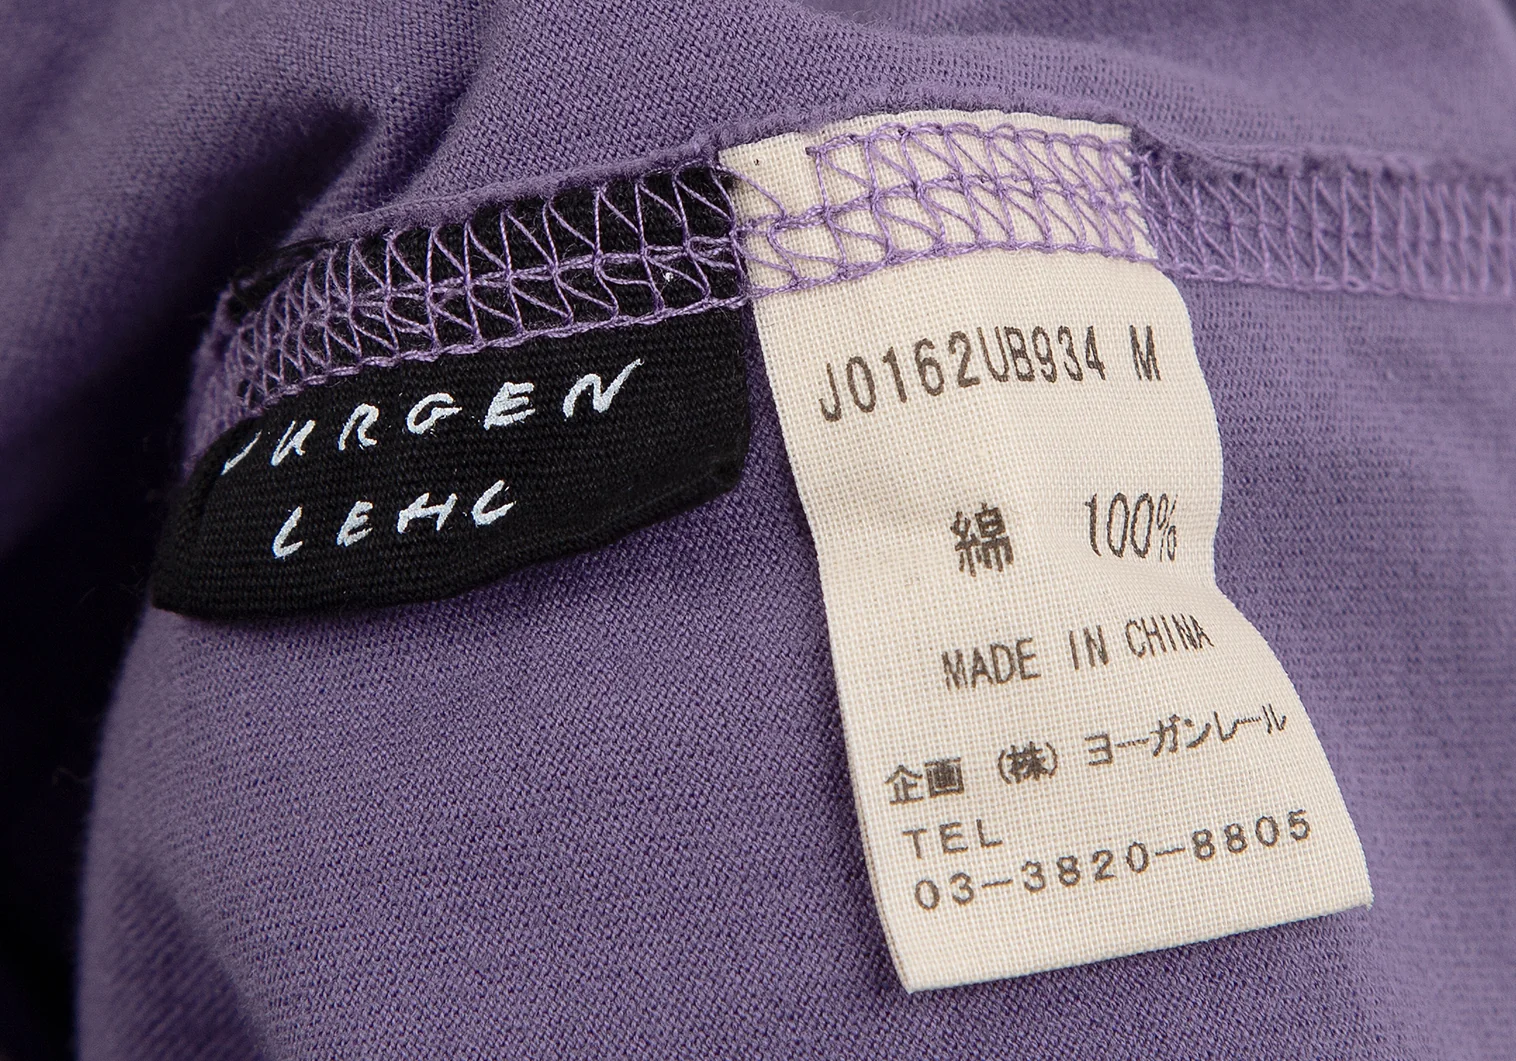 JURGEN
LEHL
J0162UB934 M
綿 100%
MADE IN CHINA
企画 (株) ヨーガンレール
TEL
03-3820-8805